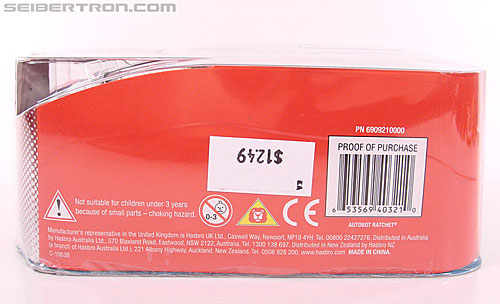 SEIBERTRON.COM
PN 6909210000
PROOF OF PURCHASE
$12.49
6 53569 40321 0
AUTOBOT RATCHET
Not suitable for children under 3 years
because of small parts – choking hazard.
0-3
CE
Manufacturer's representative in the United Kingdom is Hasbro UK Ltd., Caswell Way, Newport, NP19 4YH. Tel. 00800 22427276. Distributed in Australia
by Hasbro Australia Ltd., 570 Blaxland Road, Eastwood, NSW 2122, Australia. Tel. 1300 138 697. Distributed in New Zealand by Hasbro NZ
(a branch of Hasbro Australia Ltd.), 221 Albany Highway, Auckland, New Zealand. Tel. 0508 828 200. MADE IN CHINA.